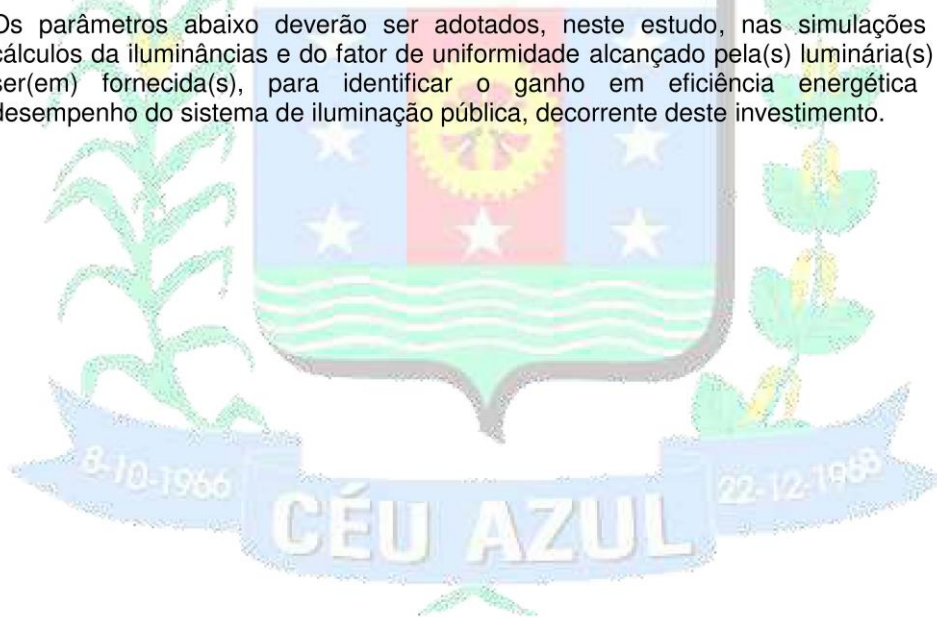 Os parâmetros abaixo deverão ser adotados, neste estudo, nas simulações
cálculos da iluminâncias e do fator de uniformidade alcançado pela(s) luminária(s)
ser(em) fornecida(s), para identificar o ganho em eficiência energética
desempenho do sistema de iluminação pública, decorrente deste investimento.
8-10-1966
22-12-1968
CÉU AZUL